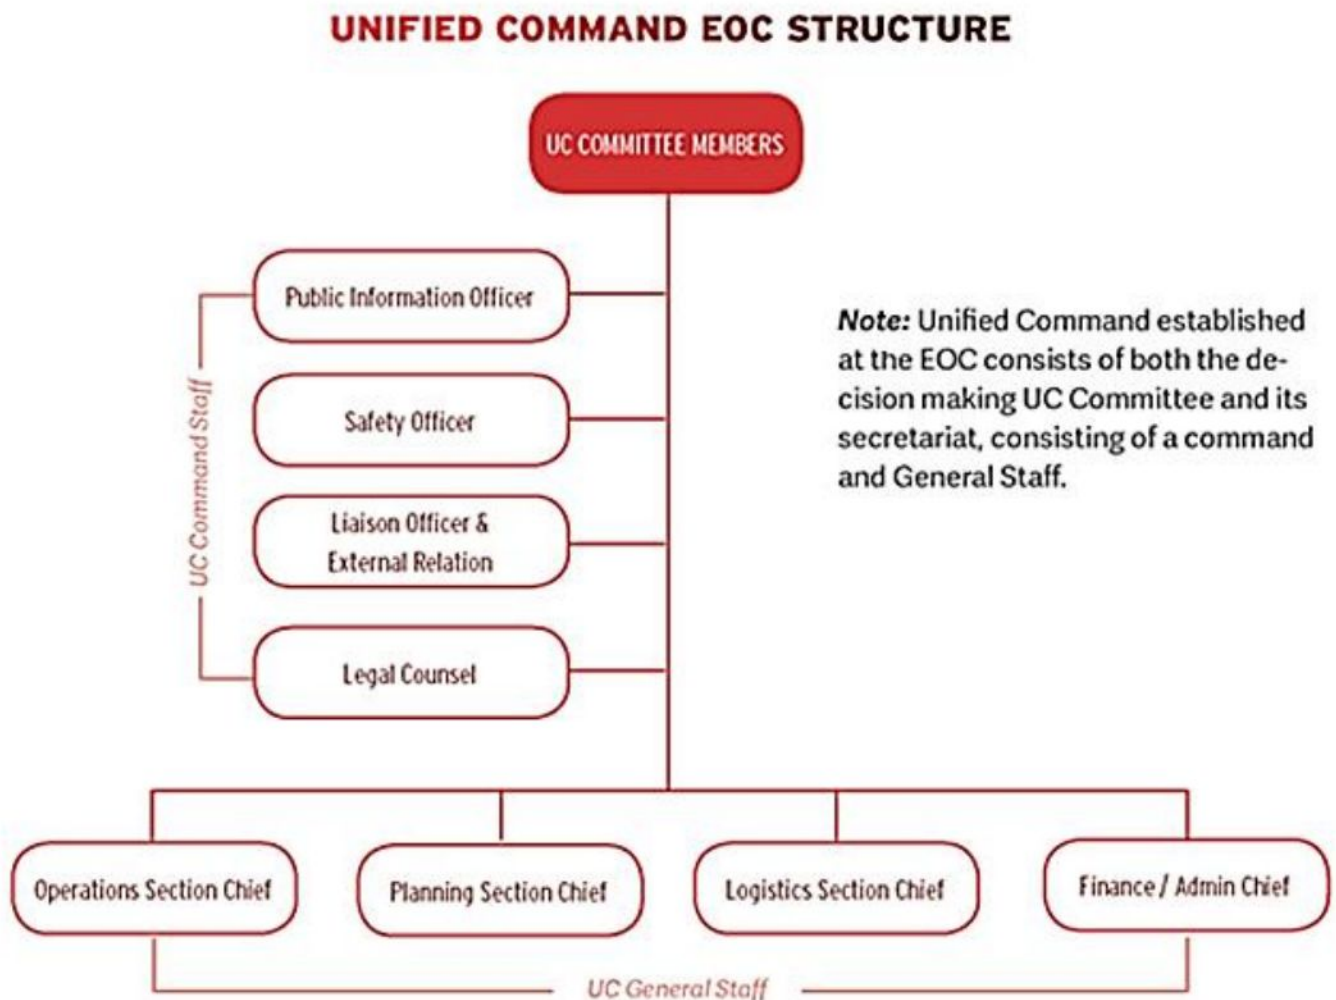 UNIFIED COMMAND EOC STRUCTURE
UC COMMITTEE MEMBERS
Public Information Officer
Safety Officer
Liaison Officer &
External Relation
Legal Counsel
UC Command Staff
Note: Unified Command established
at the EOC consists of both the de-
cision making UC Committee and its
secretariat, consisting of a command
and General Staff.
Operations Section Chief
Planning Section Chief
Logistics Section Chief
Finance / Admin Chief
UC General Staff